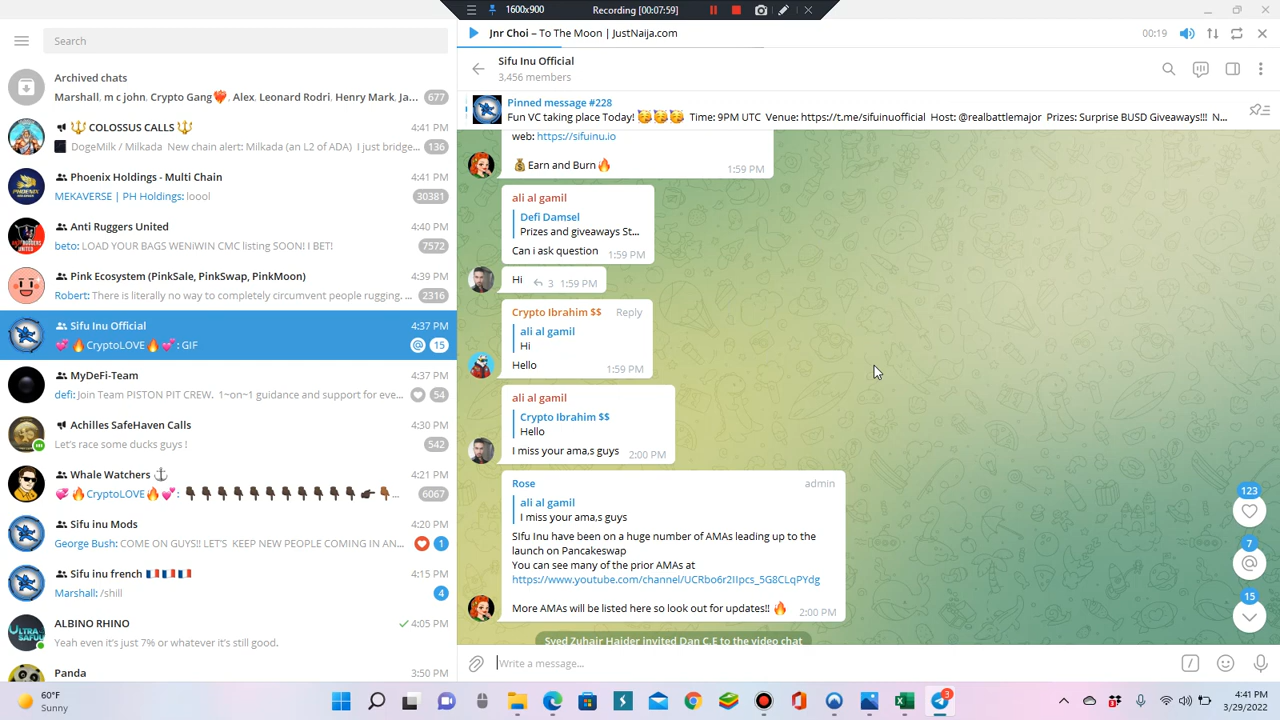 1600x900
Recording [00:07:59]
Jnr Choi – To The Moon | JustNaija.com
00:19
Search
Archived chats
Marshall, m c john, Crypto Gang❤️‍🔥, Alex, Leonard Rodri, Henry Mark, Ja...
677
🔱 COLOSSUS CALLS 🔱
4:41 PM
DogeMilk / Milkada New chain alert: Milkada (an L2 of ADA) I just bridge...
136
Phoenix Holdings - Multi Chain
4:41 PM
MEKAVERSE | PH Holdings: loool
30381
Anti Ruggers United
4:40 PM
beto: LOAD YOUR BAGS WENiWIN CMC listing SOON! I BET!
7572
Pink Ecosystem (PinkSale, PinkSwap, PinkMoon)
4:39 PM
Robert: There is literally no way to completely circumvent people rugging. ...
2316
Sifu Inu Official
4:37 PM
💞 🔥CryptoLOVE🔥💞: GIF
@ 15
MyDeFi-Team
4:37 PM
defi: Join Team PISTON PIT CREW. 1~on~1 guidance and support for eve...
54
Achilles SafeHaven Calls
4:30 PM
Let's race some ducks guys !
542
Whale Watchers ⚓
4:21 PM
💞🔥CryptoLOVE🔥💞: 👇🏿👇🏿👇🏿👇🏿👇🏿👇🏿👇🏿👇🏿👇🏿👇🏿👉🏿👇🏾...
6067
Sifu inu Mods
4:20 PM
George Bush: COME ON GUYS!! LET'S KEEP NEW PEOPLE COMING IN AN...
1
Sifu inu french 🇫🇷🇫🇷🇫🇷
4:15 PM
Marshall: /shill
4
ULTRA SAFUU
ALBINO RHINO
4:05 PM
Yeah even it's just 7% or whatever it's still good.
Panda
3:50 PM
Sifu Inu Official
3,456 members
Pinned message #228
Fun VC taking place Today! 🥳🥳🥳 Time: 9PM UTC Venue: https://t.me/sifuinuofficial Host: @realbattlemajor Prizes: Surprise BUSD Giveaways!!! N...
web: https://sifuinu.io
💰Earn and Burn🔥
1:59 PM
ali al gamil
Defi Damsel
Prizes and giveaways St...
Can i ask question
1:59 PM
Hi
3 1:59 PM
Crypto Ibrahim $$
Reply
ali al gamil
Hi
Hello
1:59 PM
ali al gamil
Crypto Ibrahim $$
Hello
I miss your ama,s guys
2:00 PM
Rose
admin
ali al gamil
I miss your ama,s guys
SIfu Inu have been on a huge number of AMAs leading up to the
launch on Pancakeswap
You can see many of the prior AMAs at
https://www.youtube.com/channel/UCRbo6r2IIpcs_5G8CLqPYdg
More AMAs will be listed here so look out for updates!! 🔥
2:00 PM
Syed Zuhair Haider invited Dan C.E to the video chat
123
7
@
15
Write a message...
60°F
Sunny
3
3
4:41 PM
3/29/2022